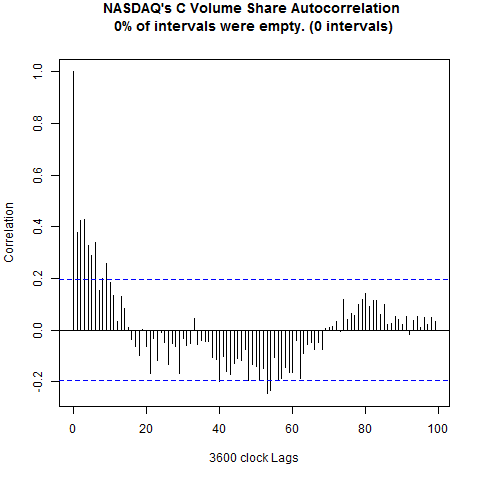 NASDAQ's C Volume Share Autocorrelation
0% of intervals were empty. (0 intervals)
1.0
0.8
0.6
0.4
0.2
0.0
-0.2
Correlation
0 20 40 60 80 100
3600 clock Lags